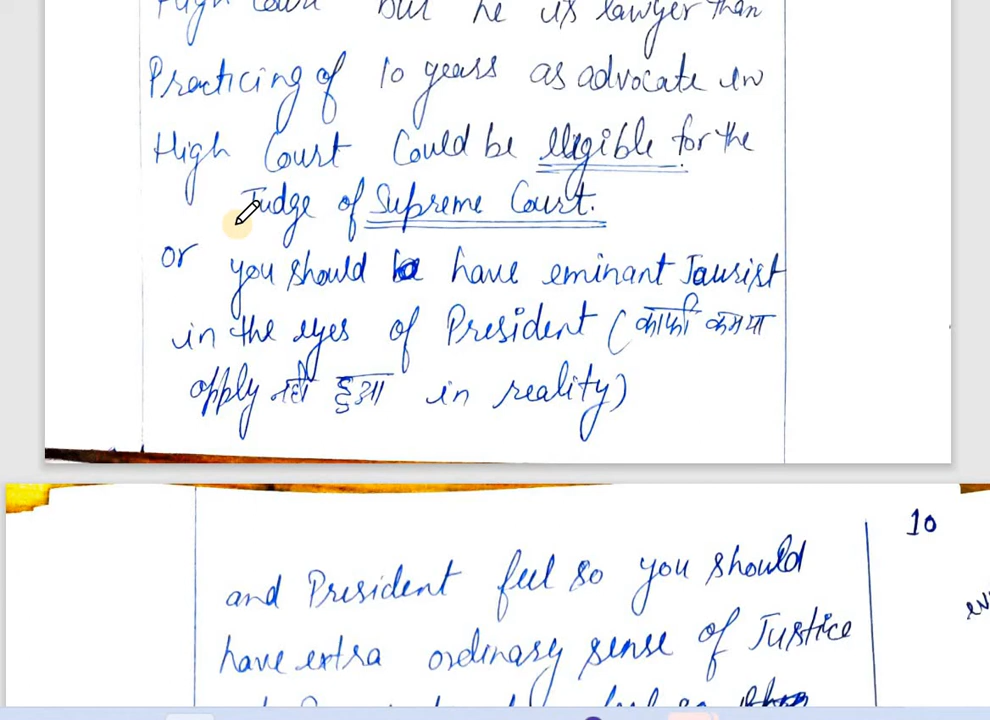 High Court but he is lawyer than
Practicing of 10 years as advocate in
High Court Could be eligible for the
Judge of Supreme Court.
or you should have eminant Jaurist
in the eyes of President (काफी कमपा
apply नही हुआ in reality)
10
and President feel so you should
have extra ordinary sense of Justice